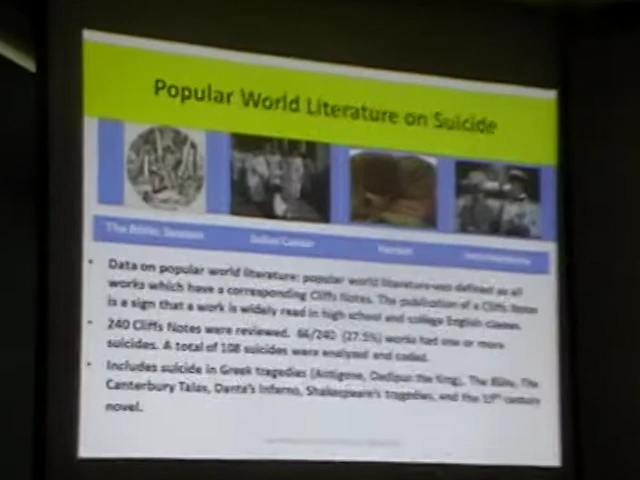 Popular World Literature on Suicide
The Bible: Samson
Julius Caesar
• Data on popular world literature: popular world literature was defined as all
works which have a corresponding Cliffs Notes. The publication of a Cliffs Notes
is a sign that a work is widely read in high school and college English classes.
• 240 Cliffs Notes were reviewed. 66/240 (27.5%) works had one or more
suicides. A total of 108 suicides were analyzed and coded.
• Includes suicide in Greek tragedies (Antigone, Oedipus the King), The Bible, The
Canterbury Tales, Dante's Inferno, Shakespeare's tragedies, and the 19th century
novel.